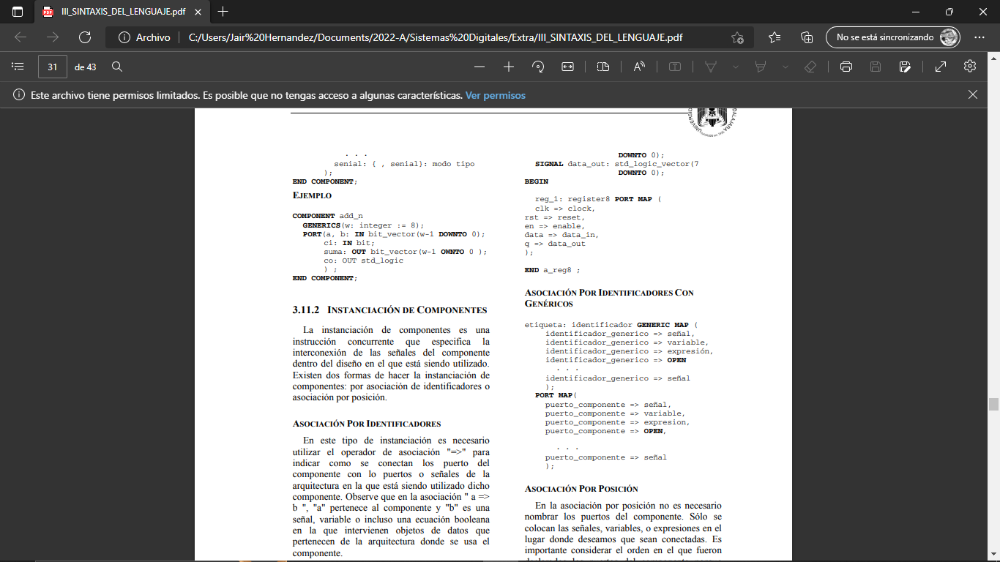 III_SINTAXIS_DEL_LENGUAJE.pdf
Archivo
C:/Users/Jair%20Hernandez/Documents/2022-A/Sistemas%20Digitales/Extra/III_SINTAXIS_DEL_LENGUAJE.pdf
No se está sincronizando
31 de 43
Este archivo tiene permisos limitados. Es posible que no tengas acceso a algunas características. Ver permisos
. . .
senial: { , senial}: modo tipo
);
END COMPONENT;
EJEMPLO
COMPONENT add_n
GENERICS(w: integer := 8);
PORT(a, b: IN bit_vector(w-1 DOWNTO 0);
ci: IN bit;
suma: OUT bit_vector(w-1 OWNTO 0 );
co: OUT std_logic
) ;
END COMPONENT;
3.11.2 INSTANCIACIÓN DE COMPONENTES
La instanciación de componentes es una
instrucción concurrente que especifica la
interconexión de las señales del componente
dentro del diseño en el que está siendo utilizado.
Existen dos formas de hacer la instanciación de
componentes: por asociación de identificadores o
asociación por posición.
ASOCIACIÓN POR IDENTIFICADORES
En este tipo de instanciación es necesario
utilizar el operador de asociación "=>" para
indicar como se conectan los puerto del
componente con lo puertos o señales de la
arquitectura en la que está siendo utilizado dicho
componente. Observe que en la asociación " a =>
b ", "a" pertenece al componente y "b" es una
señal, variable o incluso una ecuación booleana
en la que intervienen objetos de datos que
pertenecen de la arquitectura donde se usa el
componente.
DOWNTO 0);
SIGNAL data_out: std_logic_vector(7
DOWNTO 0);
BEGIN
reg_1: register8 PORT MAP (
clk => clock,
rst => reset,
en => enable,
data => data_in,
q => data_out
);
END a_reg8 ;
ASOCIACIÓN POR IDENTIFICADORES CON
GENÉRICOS
etiqueta: identificador GENERIC MAP (
identificador_generico => señal,
identificador_generico => variable,
identificador_generico => expresión,
identificador_generico => OPEN
. . .
identificador_generico => señal
);
PORT MAP(
puerto_componente => señal,
puerto_componente => variable,
puerto_componente => expresion,
puerto_componente => OPEN,
. . .
puerto_componente => señal
);
ASOCIACIÓN POR POSICIÓN
En la asociación por posición no es necesario
nombrar los puertos del componente. Sólo se
colocan las señales, variables, o expresiones en el
lugar donde deseamos que sean conectadas. Es
importante considerar el orden en el que fueron